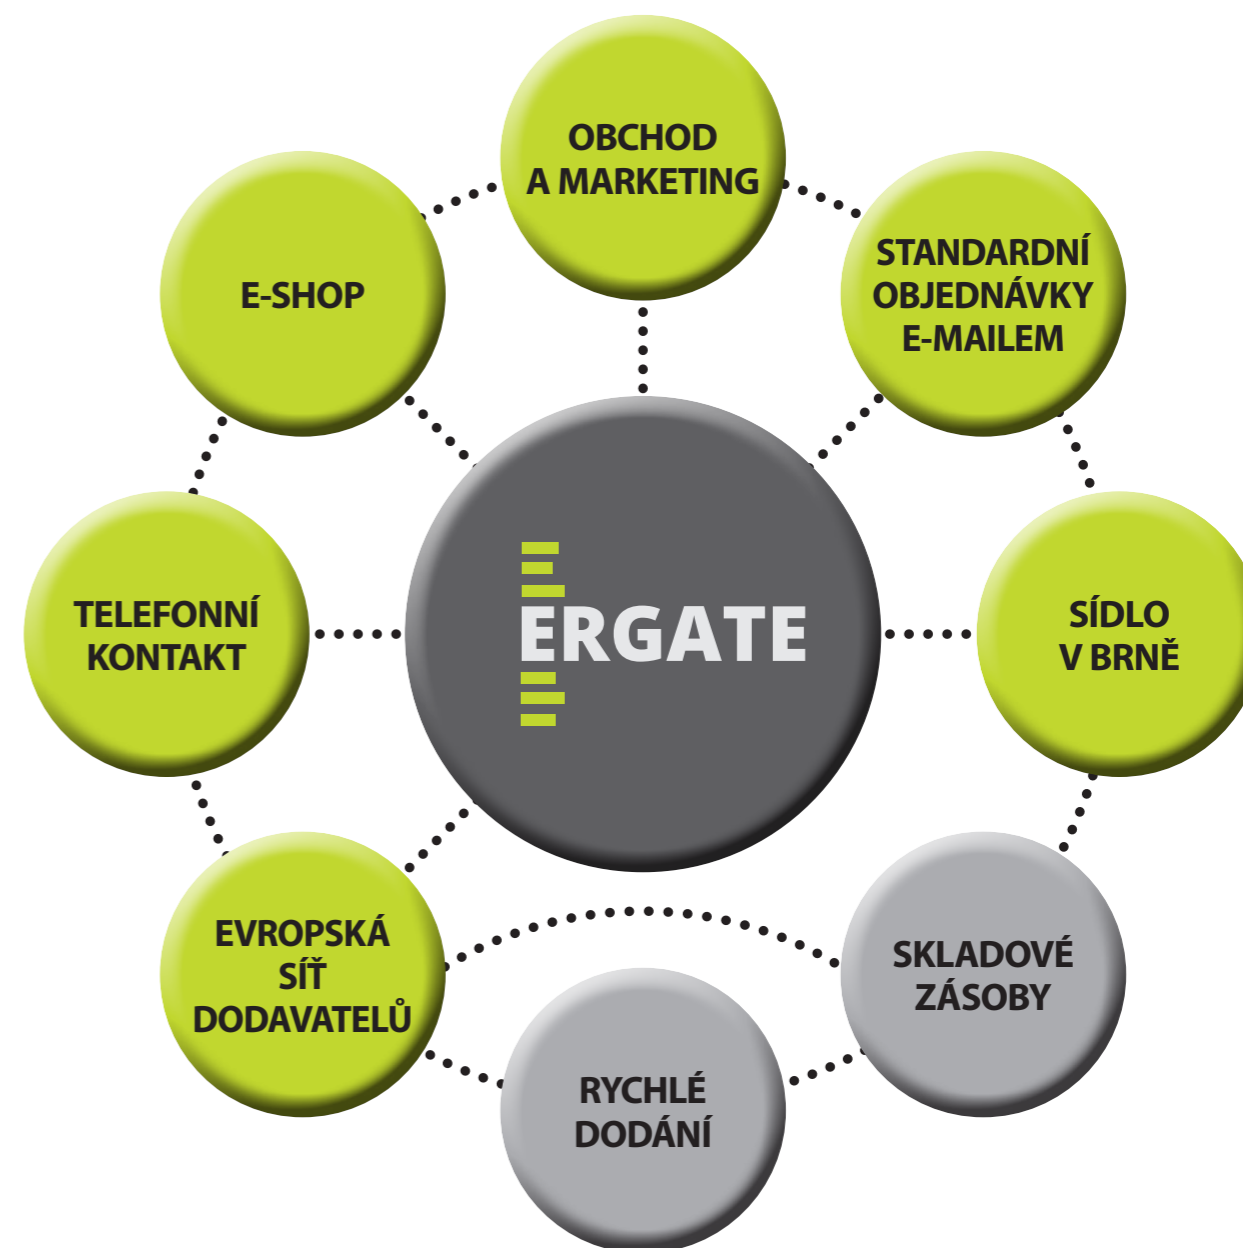 OBCHOD
A MARKETING
STANDARDNÍ
OBJEDNÁVKY
E-MAILEM
E-SHOP
ERGATE
TELEFONNÍ
KONTAKT
SÍDLO
V BRNĚ
EVROPSKÁ
SÍŤ
DODAVATELŮ
SKLADOVÉ
ZÁSOBY
RYCHLÉ
DODÁNÍ